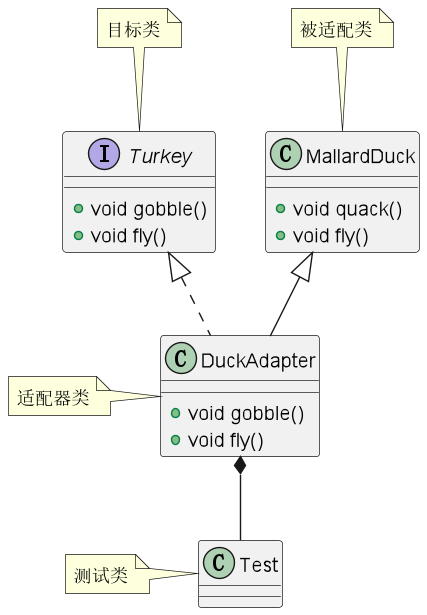 目标类
被适配类
I Turkey
void gobble()
void fly()
C MallardDuck
void quack()
void fly()
C DuckAdapter
void gobble()
void fly()
适配器类
C Test
测试类